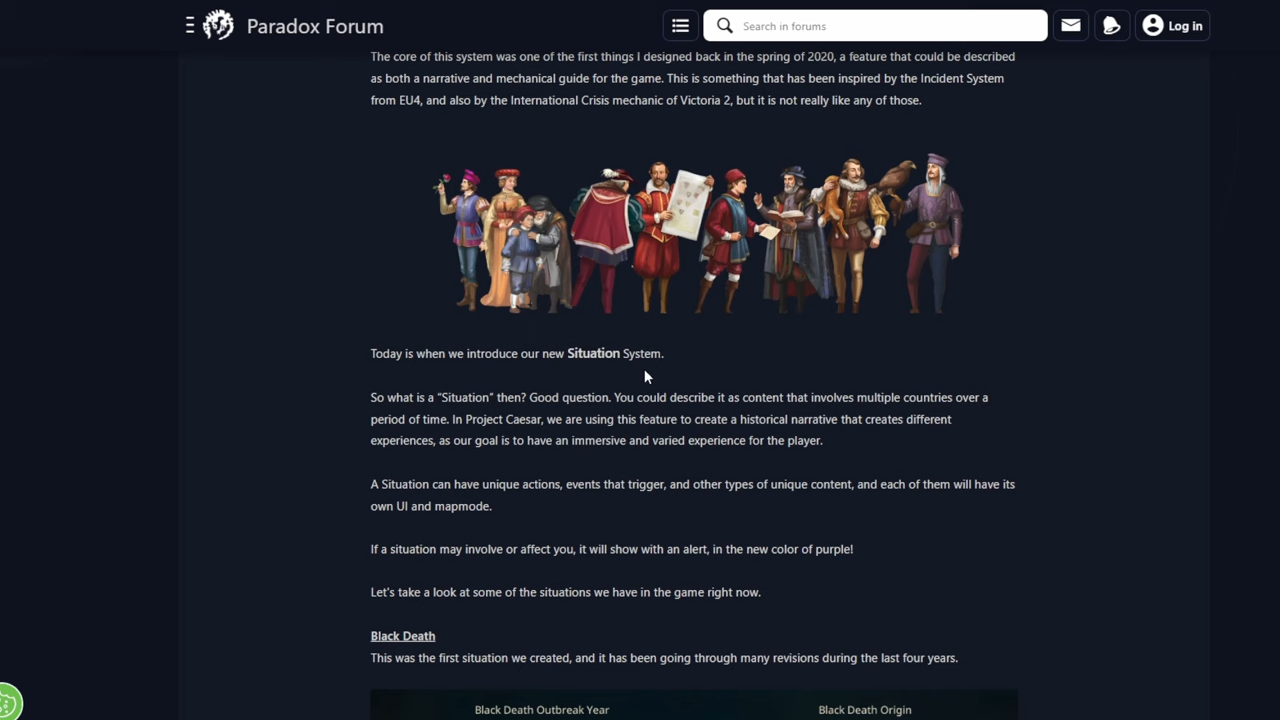 Paradox Forum
Search in forums
Log in
The core of this system was one of the first things I designed back in the spring of 2020, a feature that could be described
as both a narrative and mechanical guide for the game. This is something that has been inspired by the Incident System
from EU4, and also by the International Crisis mechanic of Victoria 2, but it is not really like any of those.
Today is when we introduce our new Situation System.
So what is a “Situation” then? Good question. You could describe it as content that involves multiple countries over a
period of time. In Project Caesar, we are using this feature to create a historical narrative that creates different
experiences, as our goal is to have an immersive and varied experience for the player.
A Situation can have unique actions, events that trigger, and other types of unique content, and each of them will have its
own UI and mapmode.
If a situation may involve or affect you, it will show with an alert, in the new color of purple!
Let's take a look at some of the situations we have in the game right now.
Black Death
This was the first situation we created, and it has been going through many revisions during the last four years.
Black Death Outbreak Year
Black Death Origin